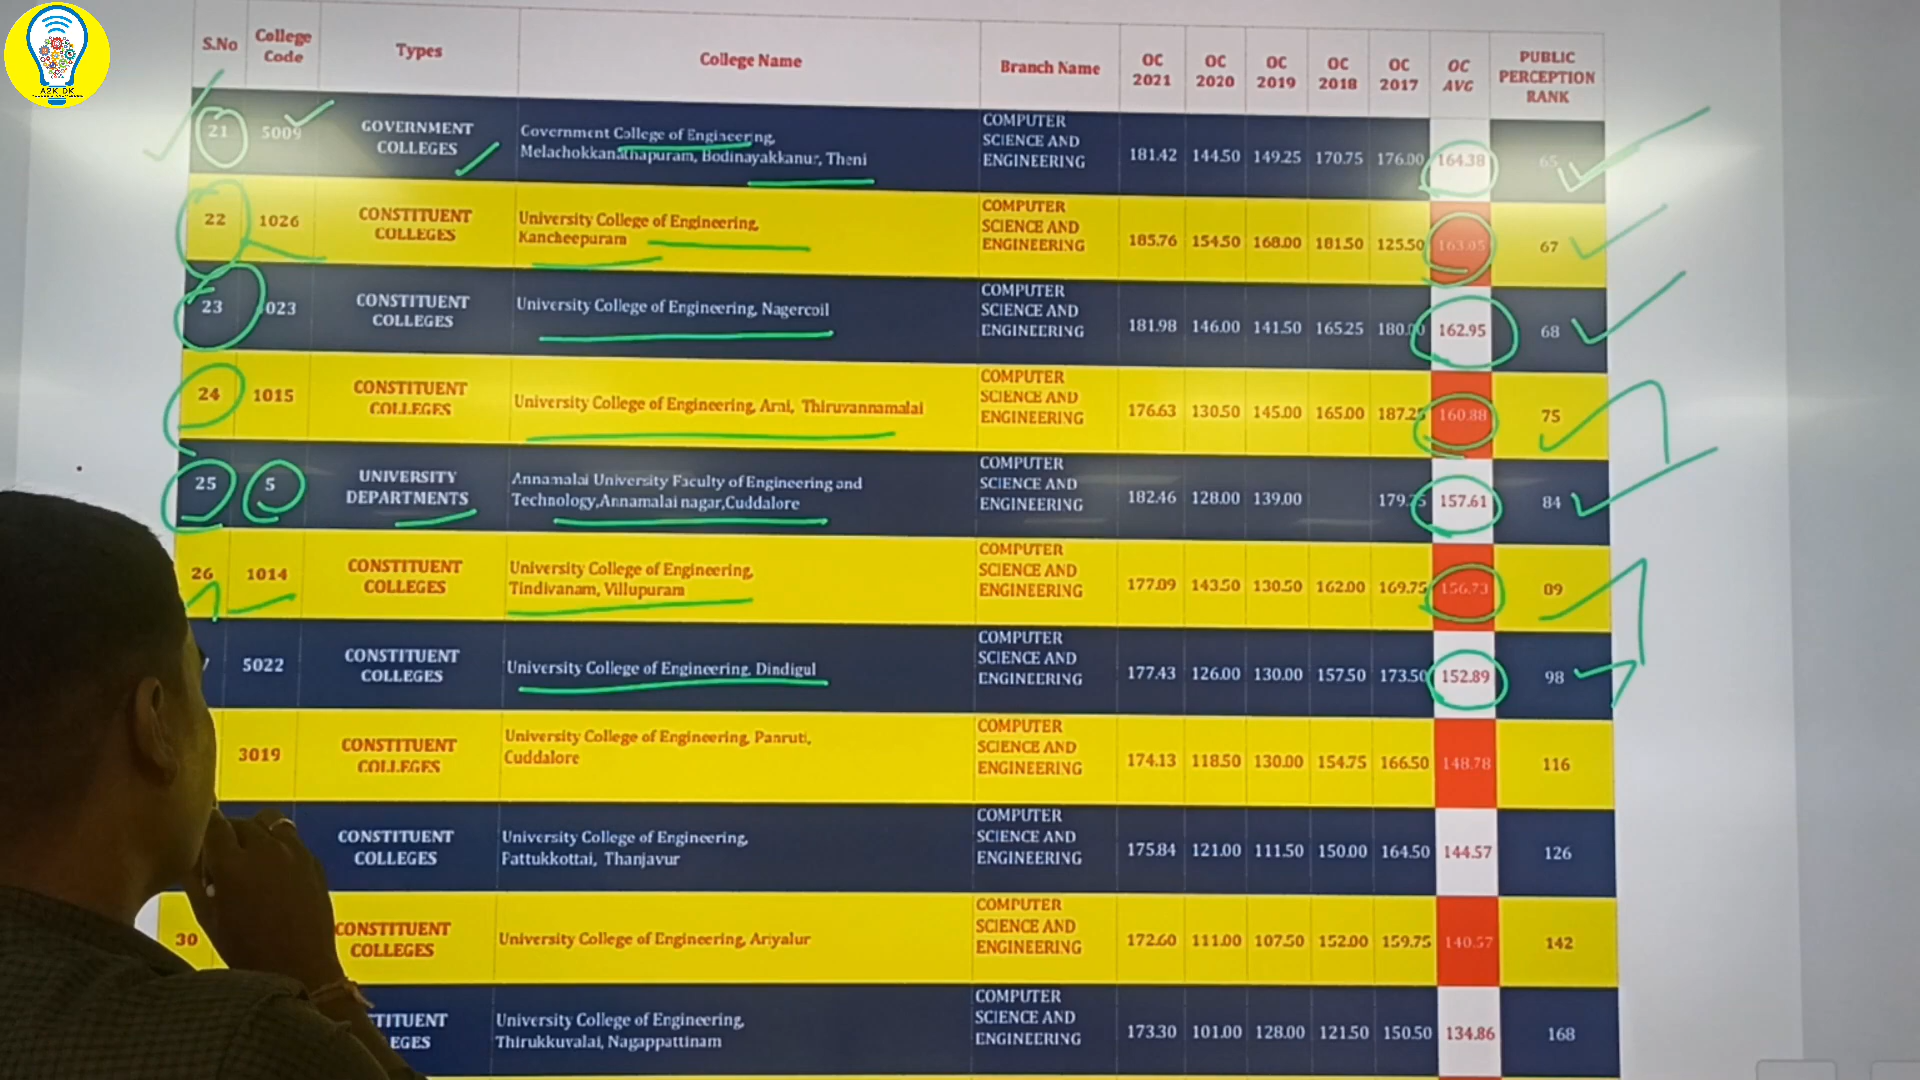 A2K DK
S.No College Code Types College Name Branch Name OC 2021 OC 2020 OC 2019 OC 2018 OC 2017 OC AVG PUBLIC PERCEPTION RANK
21 5009 GOVERNMENT COLLEGES Government College of Engineering, Melachokkanathapuram, Bodinayakkanur, Theni COMPUTER SCIENCE AND ENGINEERING 181.42 144.50 149.25 170.75 176.00 164.38 65
22 1026 CONSTITUENT COLLEGES University College of Engineering, Kancheepuram COMPUTER SCIENCE AND ENGINEERING 185.76 154.50 168.00 181.50 125.50 163.05 67
23 023 CONSTITUENT COLLEGES University College of Engineering, Nagercoil COMPUTER SCIENCE AND ENGINEERING 181.98 146.00 141.50 165.25 180.00 162.95 68
24 1015 CONSTITUENT COLLEGES University College of Engineering, Arni, Thiruvannamalai COMPUTER SCIENCE AND ENGINEERING 176.63 130.50 145.00 165.00 187.25 160.88 75
25 5 UNIVERSITY DEPARTMENTS Annamalai University Faculty of Engineering and Technology,Annamalai nagar,Cuddalore COMPUTER SCIENCE AND ENGINEERING 182.46 128.00 139.00 179.25 157.61 84
26 1014 CONSTITUENT COLLEGES University College of Engineering, Tindivanam, Villupuram COMPUTER SCIENCE AND ENGINEERING 177.09 143.50 130.50 162.00 169.75 156.73 89
5022 CONSTITUENT COLLEGES University College of Engineering, Dindigul COMPUTER SCIENCE AND ENGINEERING 177.43 126.00 130.00 157.50 173.50 152.89 98
3019 CONSTITUENT COLLEGES University College of Engineering, Panruti, Cuddalore COMPUTER SCIENCE AND ENGINEERING 174.13 118.50 130.00 154.75 166.50 148.78 116
CONSTITUENT COLLEGES University College of Engineering, Pattukkottai, Thanjavur COMPUTER SCIENCE AND ENGINEERING 175.84 121.00 111.50 150.00 164.50 144.57 126
30 CONSTITUENT COLLEGES University College of Engineering, Ariyalur COMPUTER SCIENCE AND ENGINEERING 172.60 111.00 107.50 152.00 159.75 140.57 142
TITUENT EGES University College of Engineering, Thirukkuvalai, Nagappattinam COMPUTER SCIENCE AND ENGINEERING 173.30 101.00 128.00 121.50 150.50 134.86 168